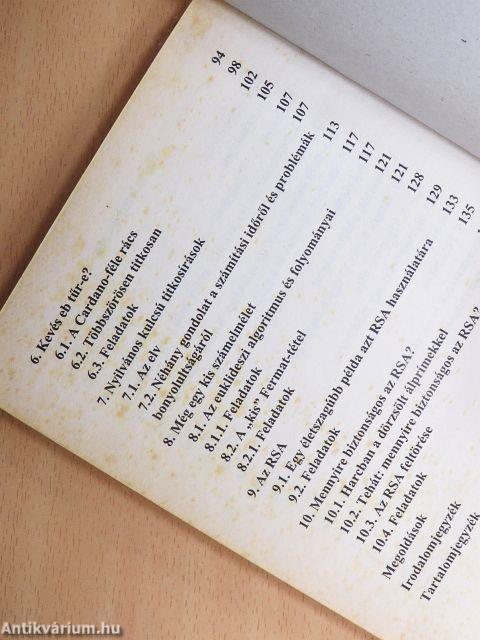 6. Kevés eb tűr-e? 94
6.1. A Cardano-féle rács 98
6.2. Többszörösen titkosan 102
6.3. Feladatok 105
7. Nyilvános kulcsú titkosírások 107
7.1. Az elv 107
7.2. Néhány gondolat a számítási időről és problémák
bonyolultságáról 113
8. Még egy kis számelmélet 117
8.1. Az euklideszi algoritmus és folyományai 117
8.1.1. Feladatok 121
8.2. A „kis” Fermat-tétel 121
8.2.1. Feladatok 128
9. Az RSA 129
9.1. Egy életszagúbb példa azt RSA használatára 133
9.2. Feladatok 135
10. Mennyire biztonságos az RSA?
10.1. Harcban a dörzsölt álprímekkel
10.2. Tehát, mennyire biztonságos az RSA?
10.3. Az RSA feltörése
10.4. Feladatok
Megoldások
Irodalomjegyzék
Tartalomjegyzék
Antikvárium.hu